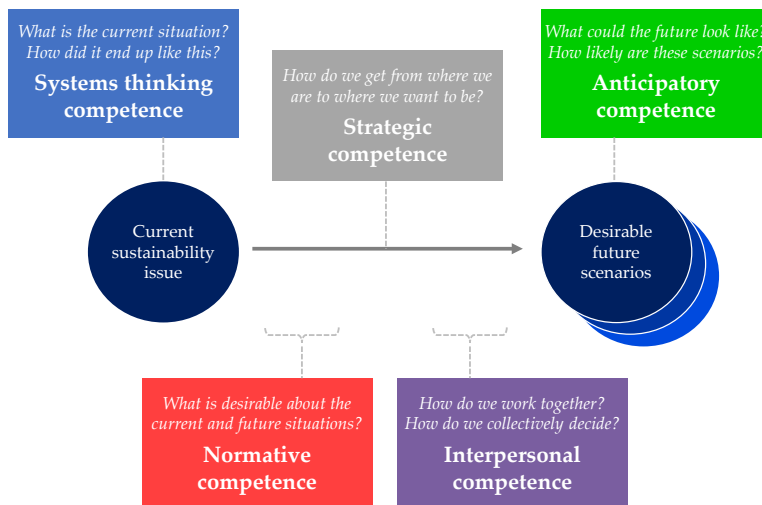 What is the current situation?
How did it end up like this?
Systems thinking
competence
How do we get from where we
are to where we want to be?
Strategic
competence
What could the future look like?
How likely are these scenarios?
Anticipatory
competence
Current
sustainability
issue
Desirable
future
scenarios
What is desirable about the
current and future situations?
Normative
competence
How do we work together?
How do we collectively decide?
Interpersonal
competence